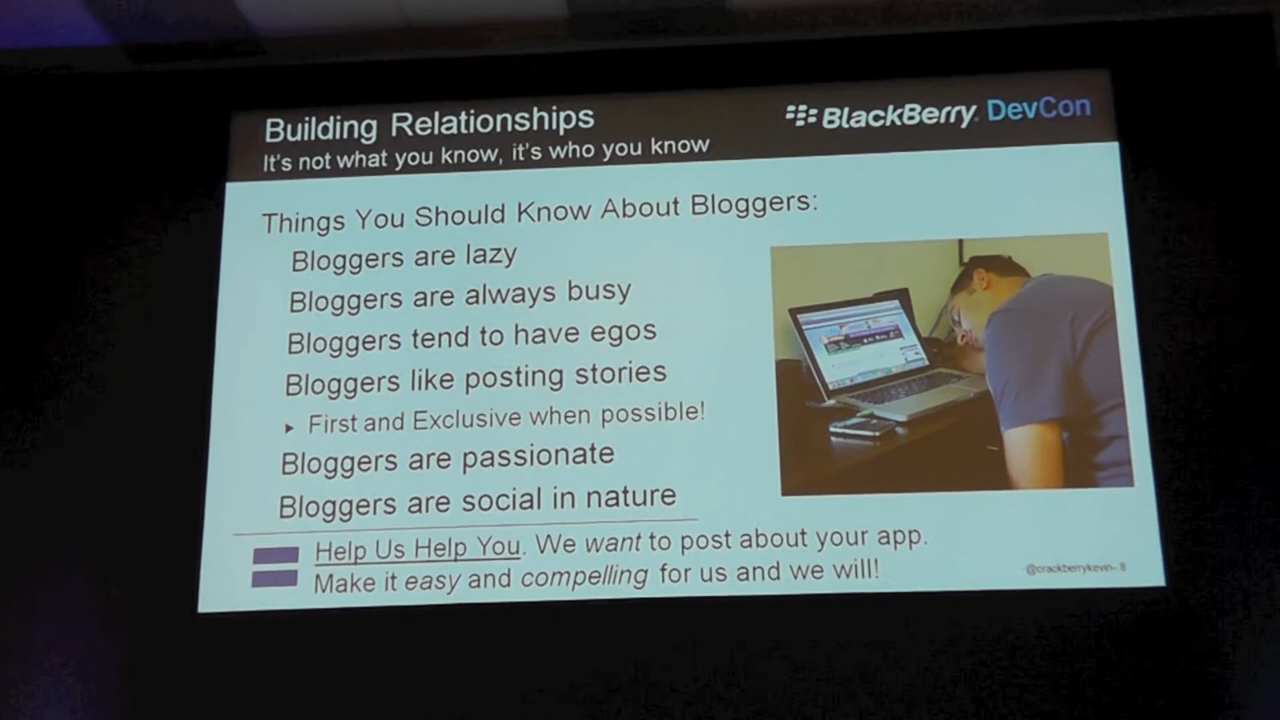 Building Relationships
It's not what you know, it's who you know
BlackBerry DevCon
Things You Should Know About Bloggers:
Bloggers are lazy
Bloggers are always busy
Bloggers tend to have egos
Bloggers like posting stories
▸ First and Exclusive when possible!
Bloggers are passionate
Bloggers are social in nature
Help Us Help You. We want to post about your app.
Make it easy and compelling for us and we will!
@crackberrykevin- 8